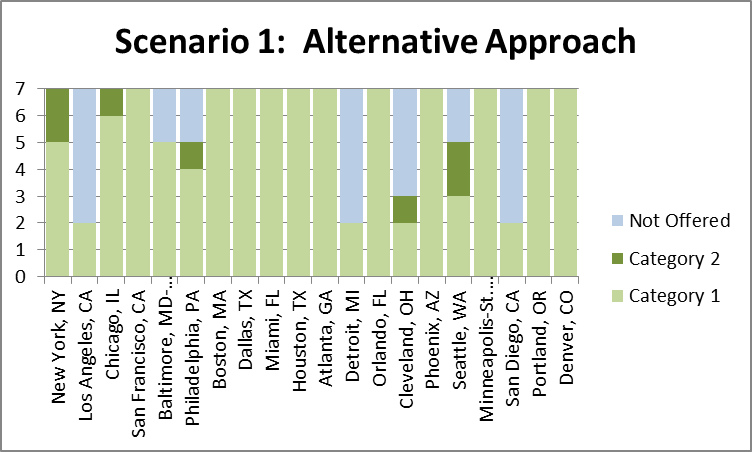 Scenario 1:  Alternative Approach
7
6
5
4
3
2
1
0
New York, NY
Los Angeles, CA
Chicago, IL
San Francisco, CA
Baltimore, MD-…
Philadelphia, PA
Boston, MA
Dallas, TX
Miami, FL
Houston, TX
Atlanta, GA
Detroit, MI
Orlando, FL
Cleveland, OH
Phoenix, AZ
Seattle, WA
Minneapolis-St.…
San Diego, CA
Portland, OR
Denver, CO
Not Offered
Category 2
Category 1